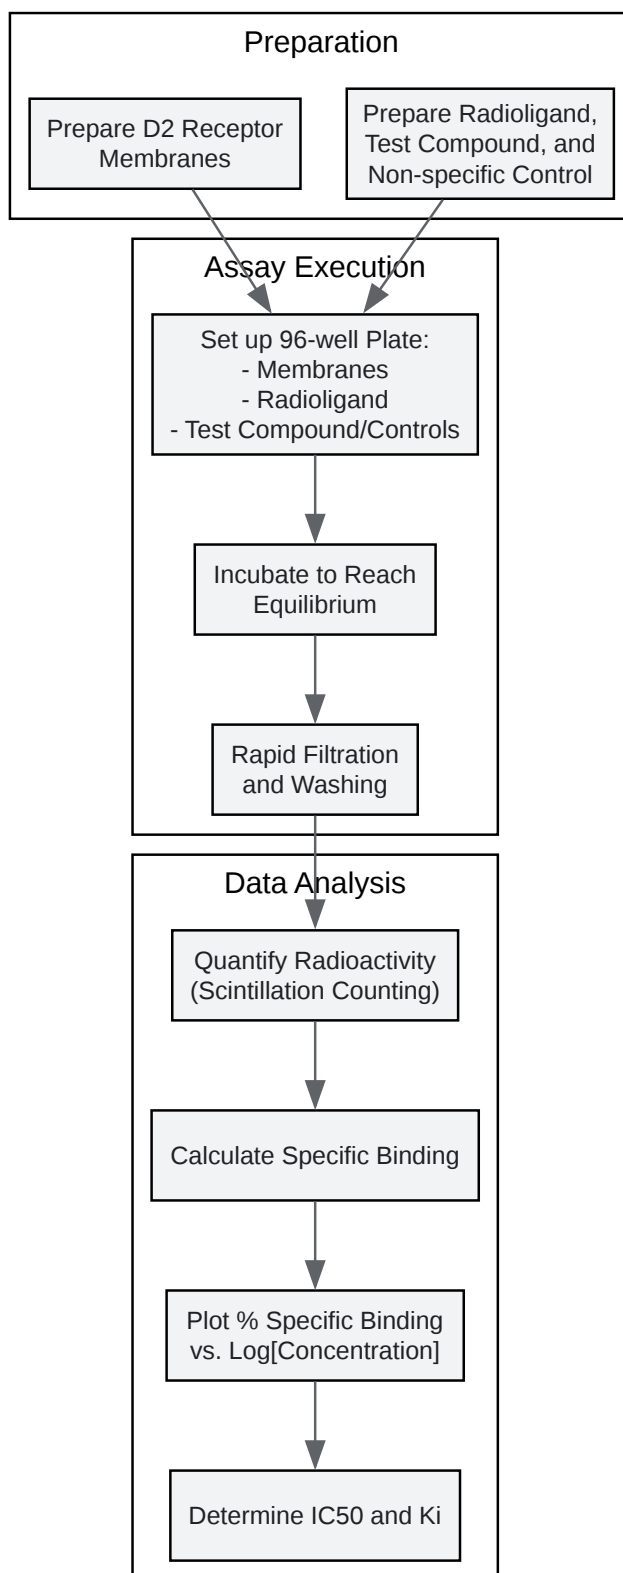 Preparation
Prepare D2 Receptor
Membranes
Prepare Radioligand,
Test Compound, and
Non-specific Control
Assay Execution
Set up 96-well Plate:
- Membranes
- Radioligand
- Test Compound/Controls
Incubate to Reach
Equilibrium
Rapid Filtration
and Washing
Data Analysis
Quantify Radioactivity
(Scintillation Counting)
Calculate Specific Binding
Plot % Specific Binding
vs. Log[Concentration]
Determine IC50 and Ki